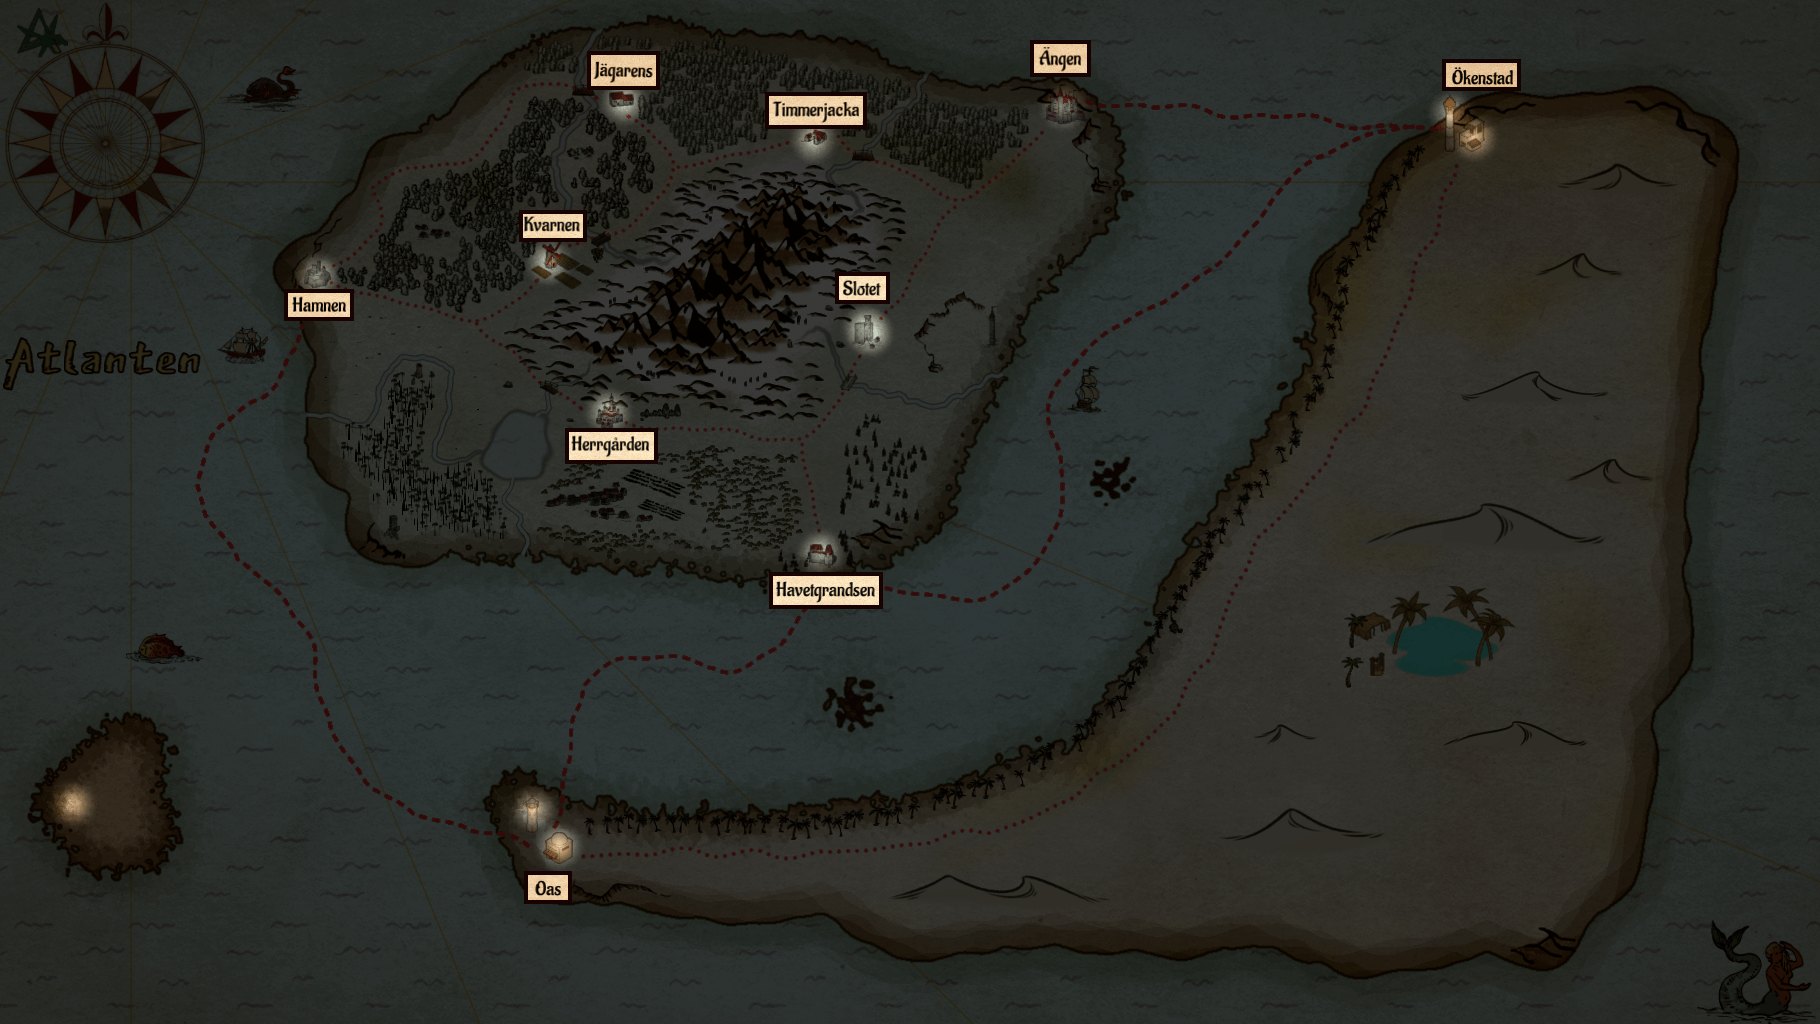 Ängen
Jägarens
Ökenstad
Timmerjacka
Kvarnen
Slotet
Hamnen
Atlanten
Herrgården
Havetgrandsen
Oas